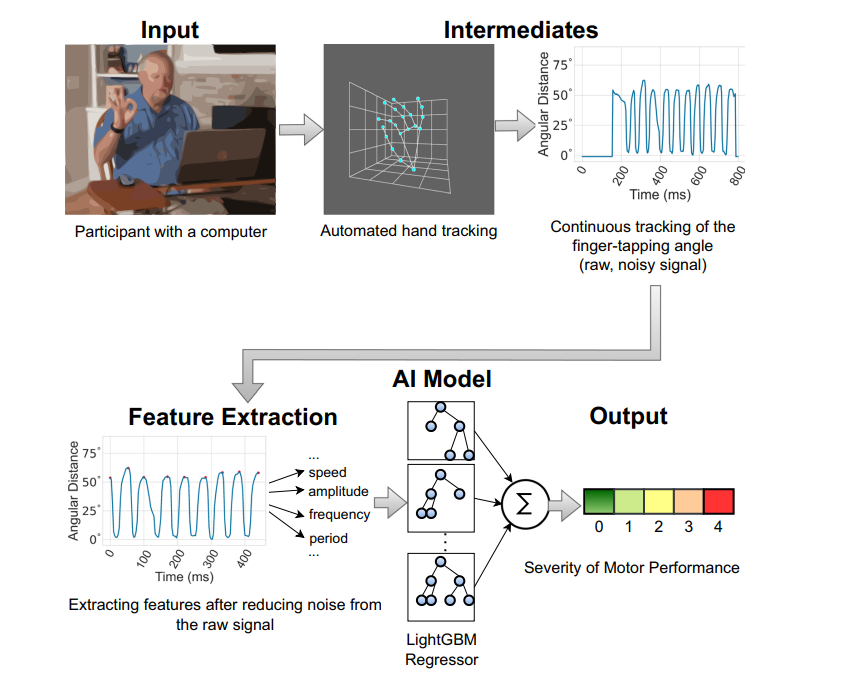 Input
Intermediates
Angular Distance
75°
50°
25°
0°
0
200
400
600
800
Time (ms)
Participant with a computer
Automated hand tracking
Continuous tracking of the
finger-tapping angle
(raw, noisy signal)
AI Model
Feature Extraction
Output
Angular Distance
75°
50°
25°
0°
0
100
200
300
400
Time (ms)
...
speed
amplitude
frequency
period
...
Σ
0 1 2 3 4
Severity of Motor Performance
Extracting features after reducing noise from
the raw signal
LightGBM
Regressor